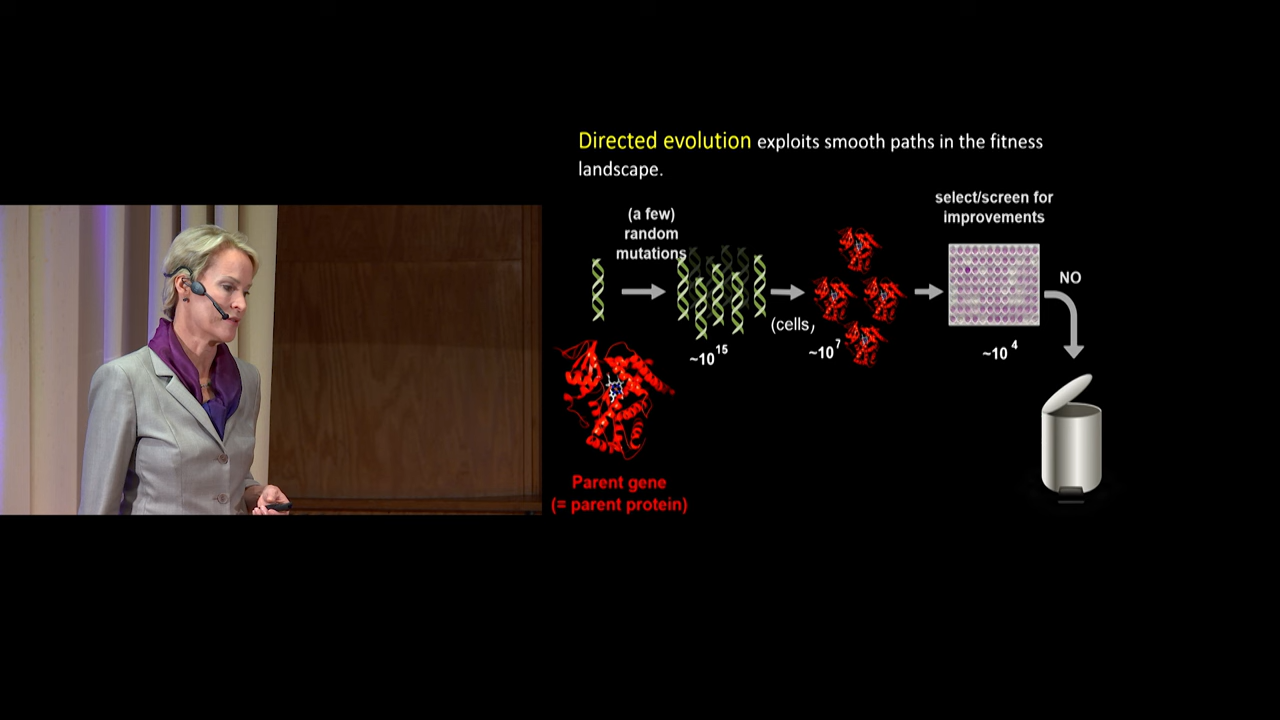 Directed evolution exploits smooth paths in the fitness
landscape.
(a few)
random
mutations
select/screen for
improvements
NO
(cells)
~10 15
~10 7
~10 4
Parent gene
(= parent protein)